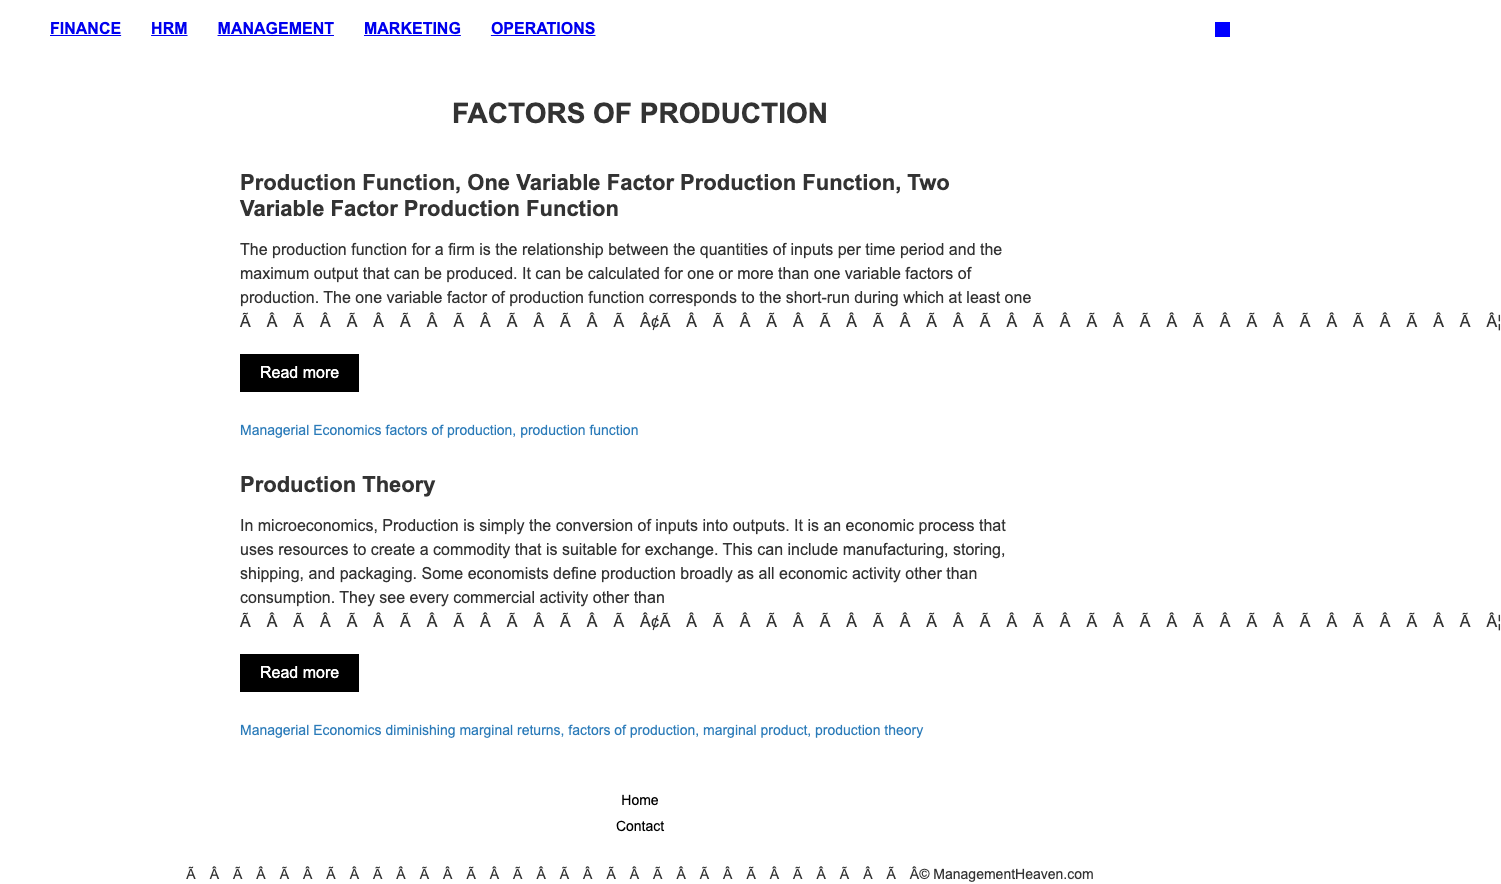 FINANCE HRM MANAGEMENT MARKETING OPERATIONS
FACTORS OF PRODUCTION
Production Function, One Variable Factor Production Function, Two
Variable Factor Production Function
The production function for a firm is the relationship between the quantities of inputs per time period and the
maximum output that can be produced. It can be calculated for one or more than one variable factors of
production. The one variable factor of production function corresponds to the short-run during which at least one
Ã Â Ã Â Ã Â Ã Â Ã Â Ã Â Ã Â Ã Â¢Ã Â Ã Â Ã Â Ã Â Ã Â Ã Â Ã Â Ã Â Ã Â Ã Â Ã Â Ã Â Ã Â Ã Â Ã Â Ã Â¦
Read more
Managerial Economics factors of production, production function
Production Theory
In microeconomics, Production is simply the conversion of inputs into outputs. It is an economic process that
uses resources to create a commodity that is suitable for exchange. This can include manufacturing, storing,
shipping, and packaging. Some economists define production broadly as all economic activity other than
consumption. They see every commercial activity other than
Ã Â Ã Â Ã Â Ã Â Ã Â Ã Â Ã Â Ã Â¢Ã Â Ã Â Ã Â Ã Â Ã Â Ã Â Ã Â Ã Â Ã Â Ã Â Ã Â Ã Â Ã Â Ã Â Ã Â Ã Â¦
Read more
Managerial Economics diminishing marginal returns, factors of production, marginal product, production theory
Home
Contact
Ã Â Ã Â Ã Â Ã Â Ã Â Ã Â Ã Â Ã Â Ã Â Ã Â Ã Â Ã Â Ã Â Ã Â Ã Â Ã Â© ManagementHeaven.com